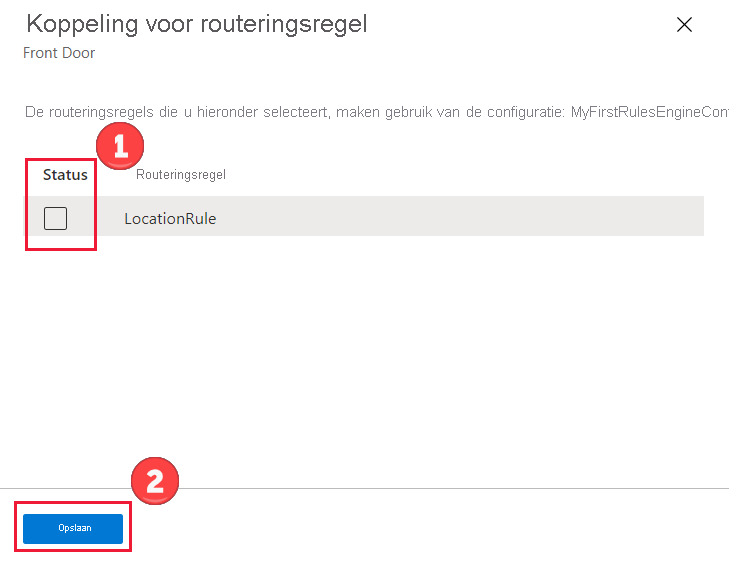 Koppeling voor routeringsregel
Front Door
De routeringsregels die u hieronder selecteert, maken gebruik van de configuratie: MyFirstRulesEngineCon
1
Status Routeringsregel
LocationRule
2
Opslaan